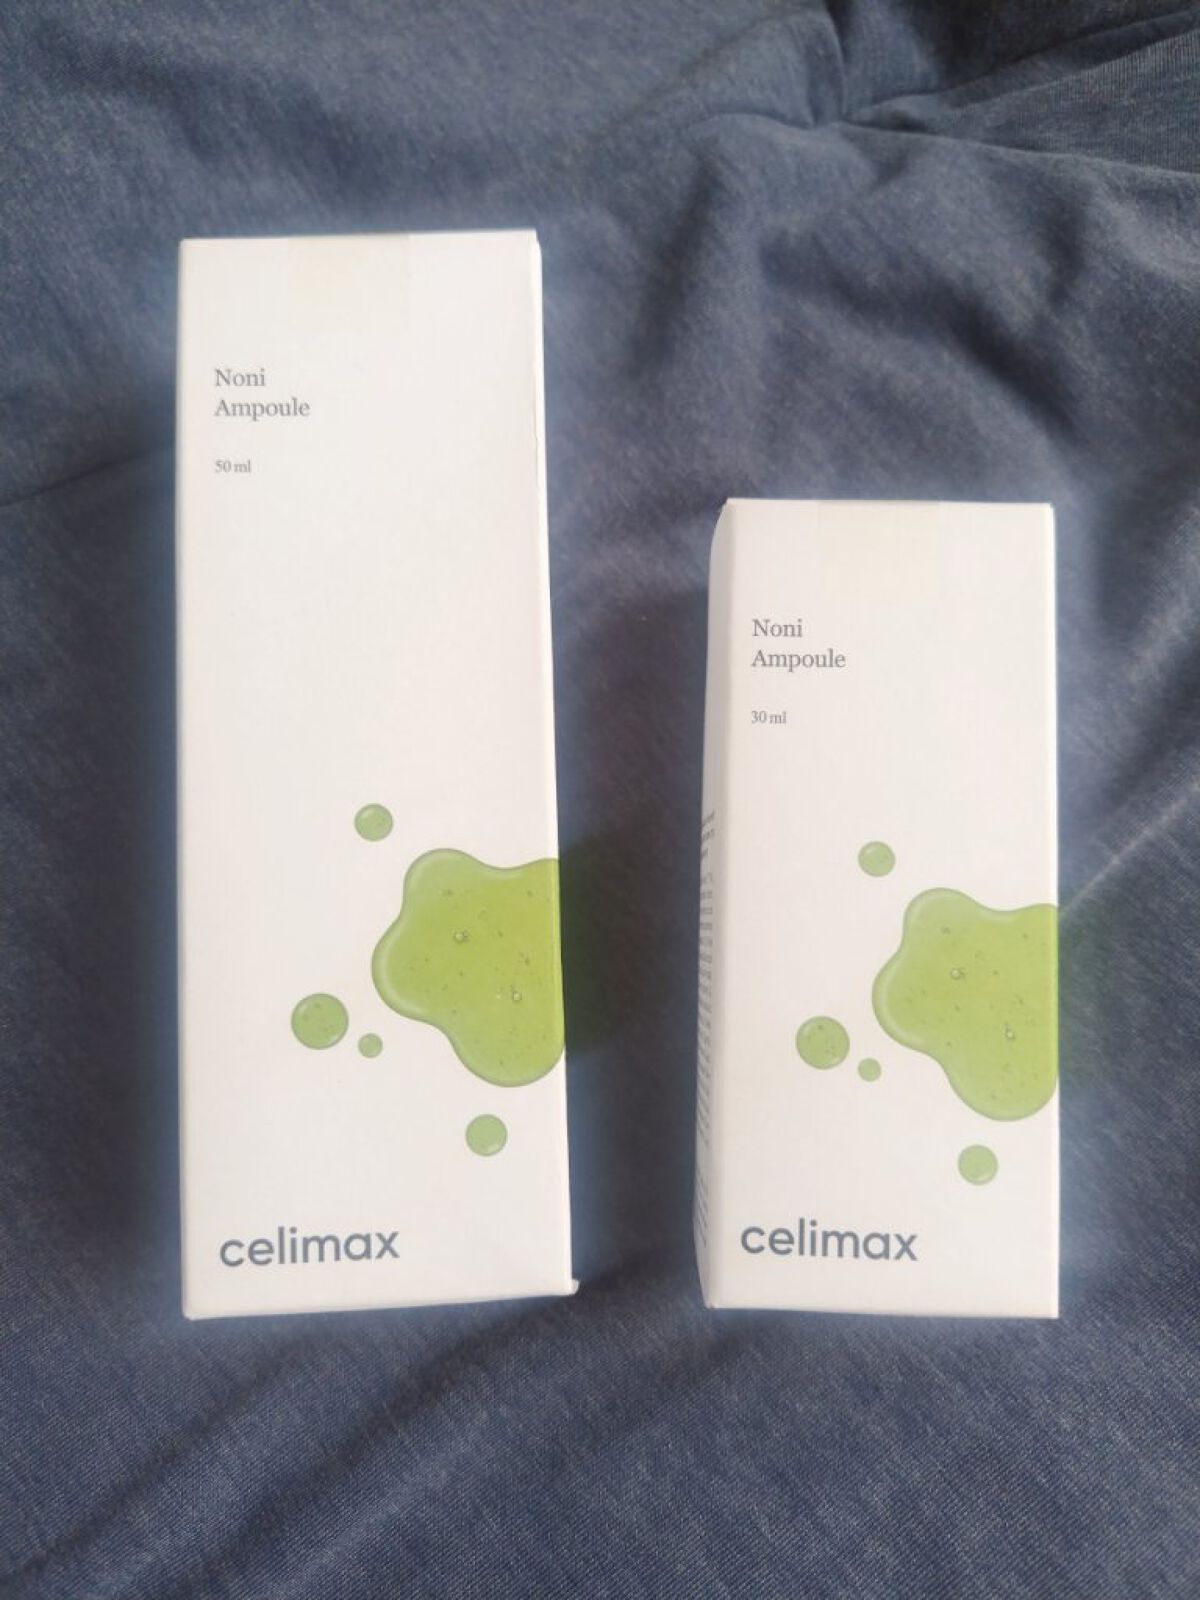 Noni
Ampoule
50 ml
celimax
Noni
Ampoule
30 ml
celimax